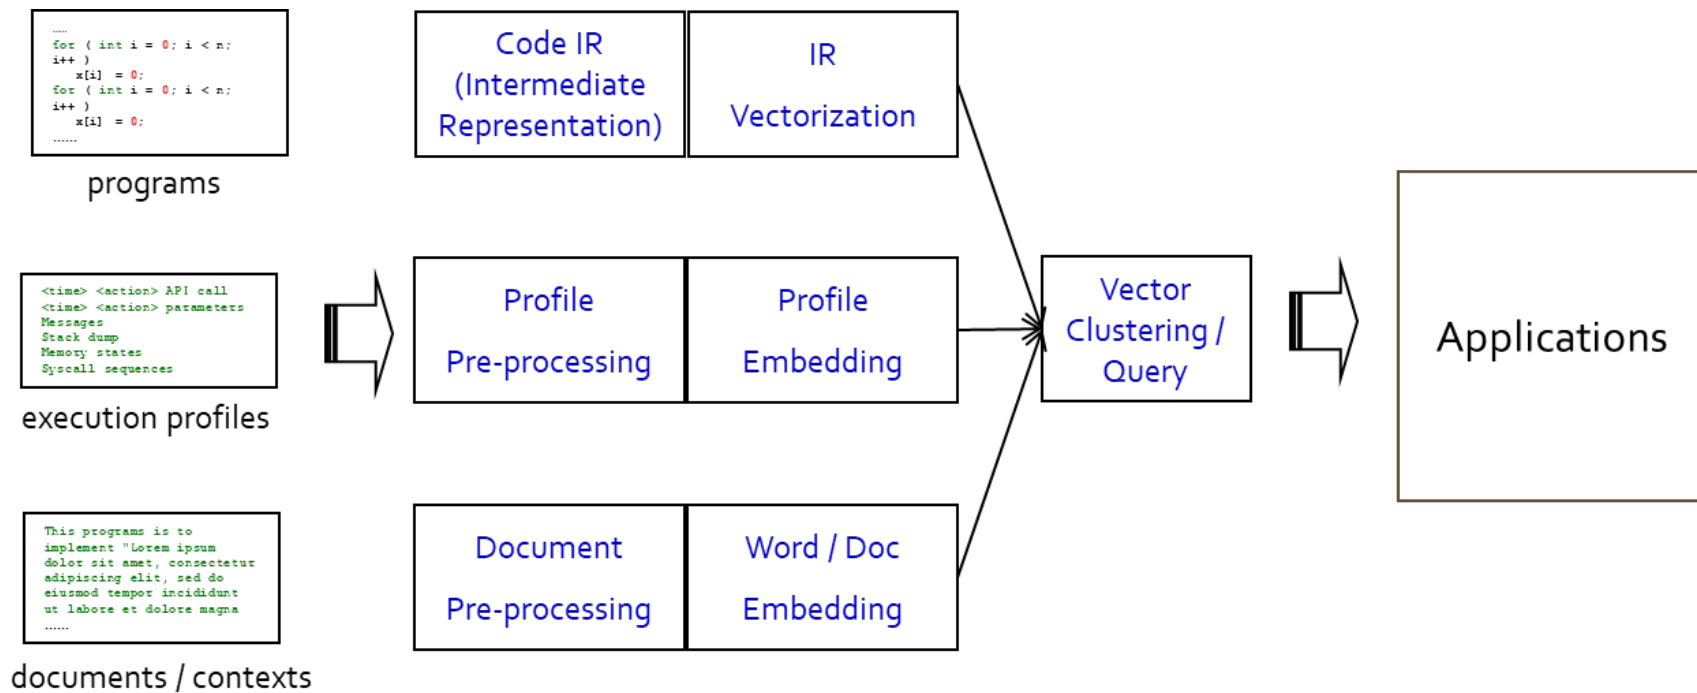 ......
for ( int i = 0; i < n;
i++ )
x[i] = 0;
for ( int i = 0; i < n;
i++ )
x[i] = 0;
......
programs
<time> <action> API call
<time> <action> parameters
Messages
Stack dump
Memory states
Syscall sequences
execution profiles
This programs is to
implement "Lorem ipsum
dolor sit amet, consectetur
adipiscing elit, sed do
eiusmod tempor incididunt
ut labore et dolore magna
......
documents / contexts
Code IR
(Intermediate
Representation)
IR
Vectorization
Profile
Pre-processing
Profile
Embedding
Document
Pre-processing
Word / Doc
Embedding
Vector
Clustering /
Query
Applications